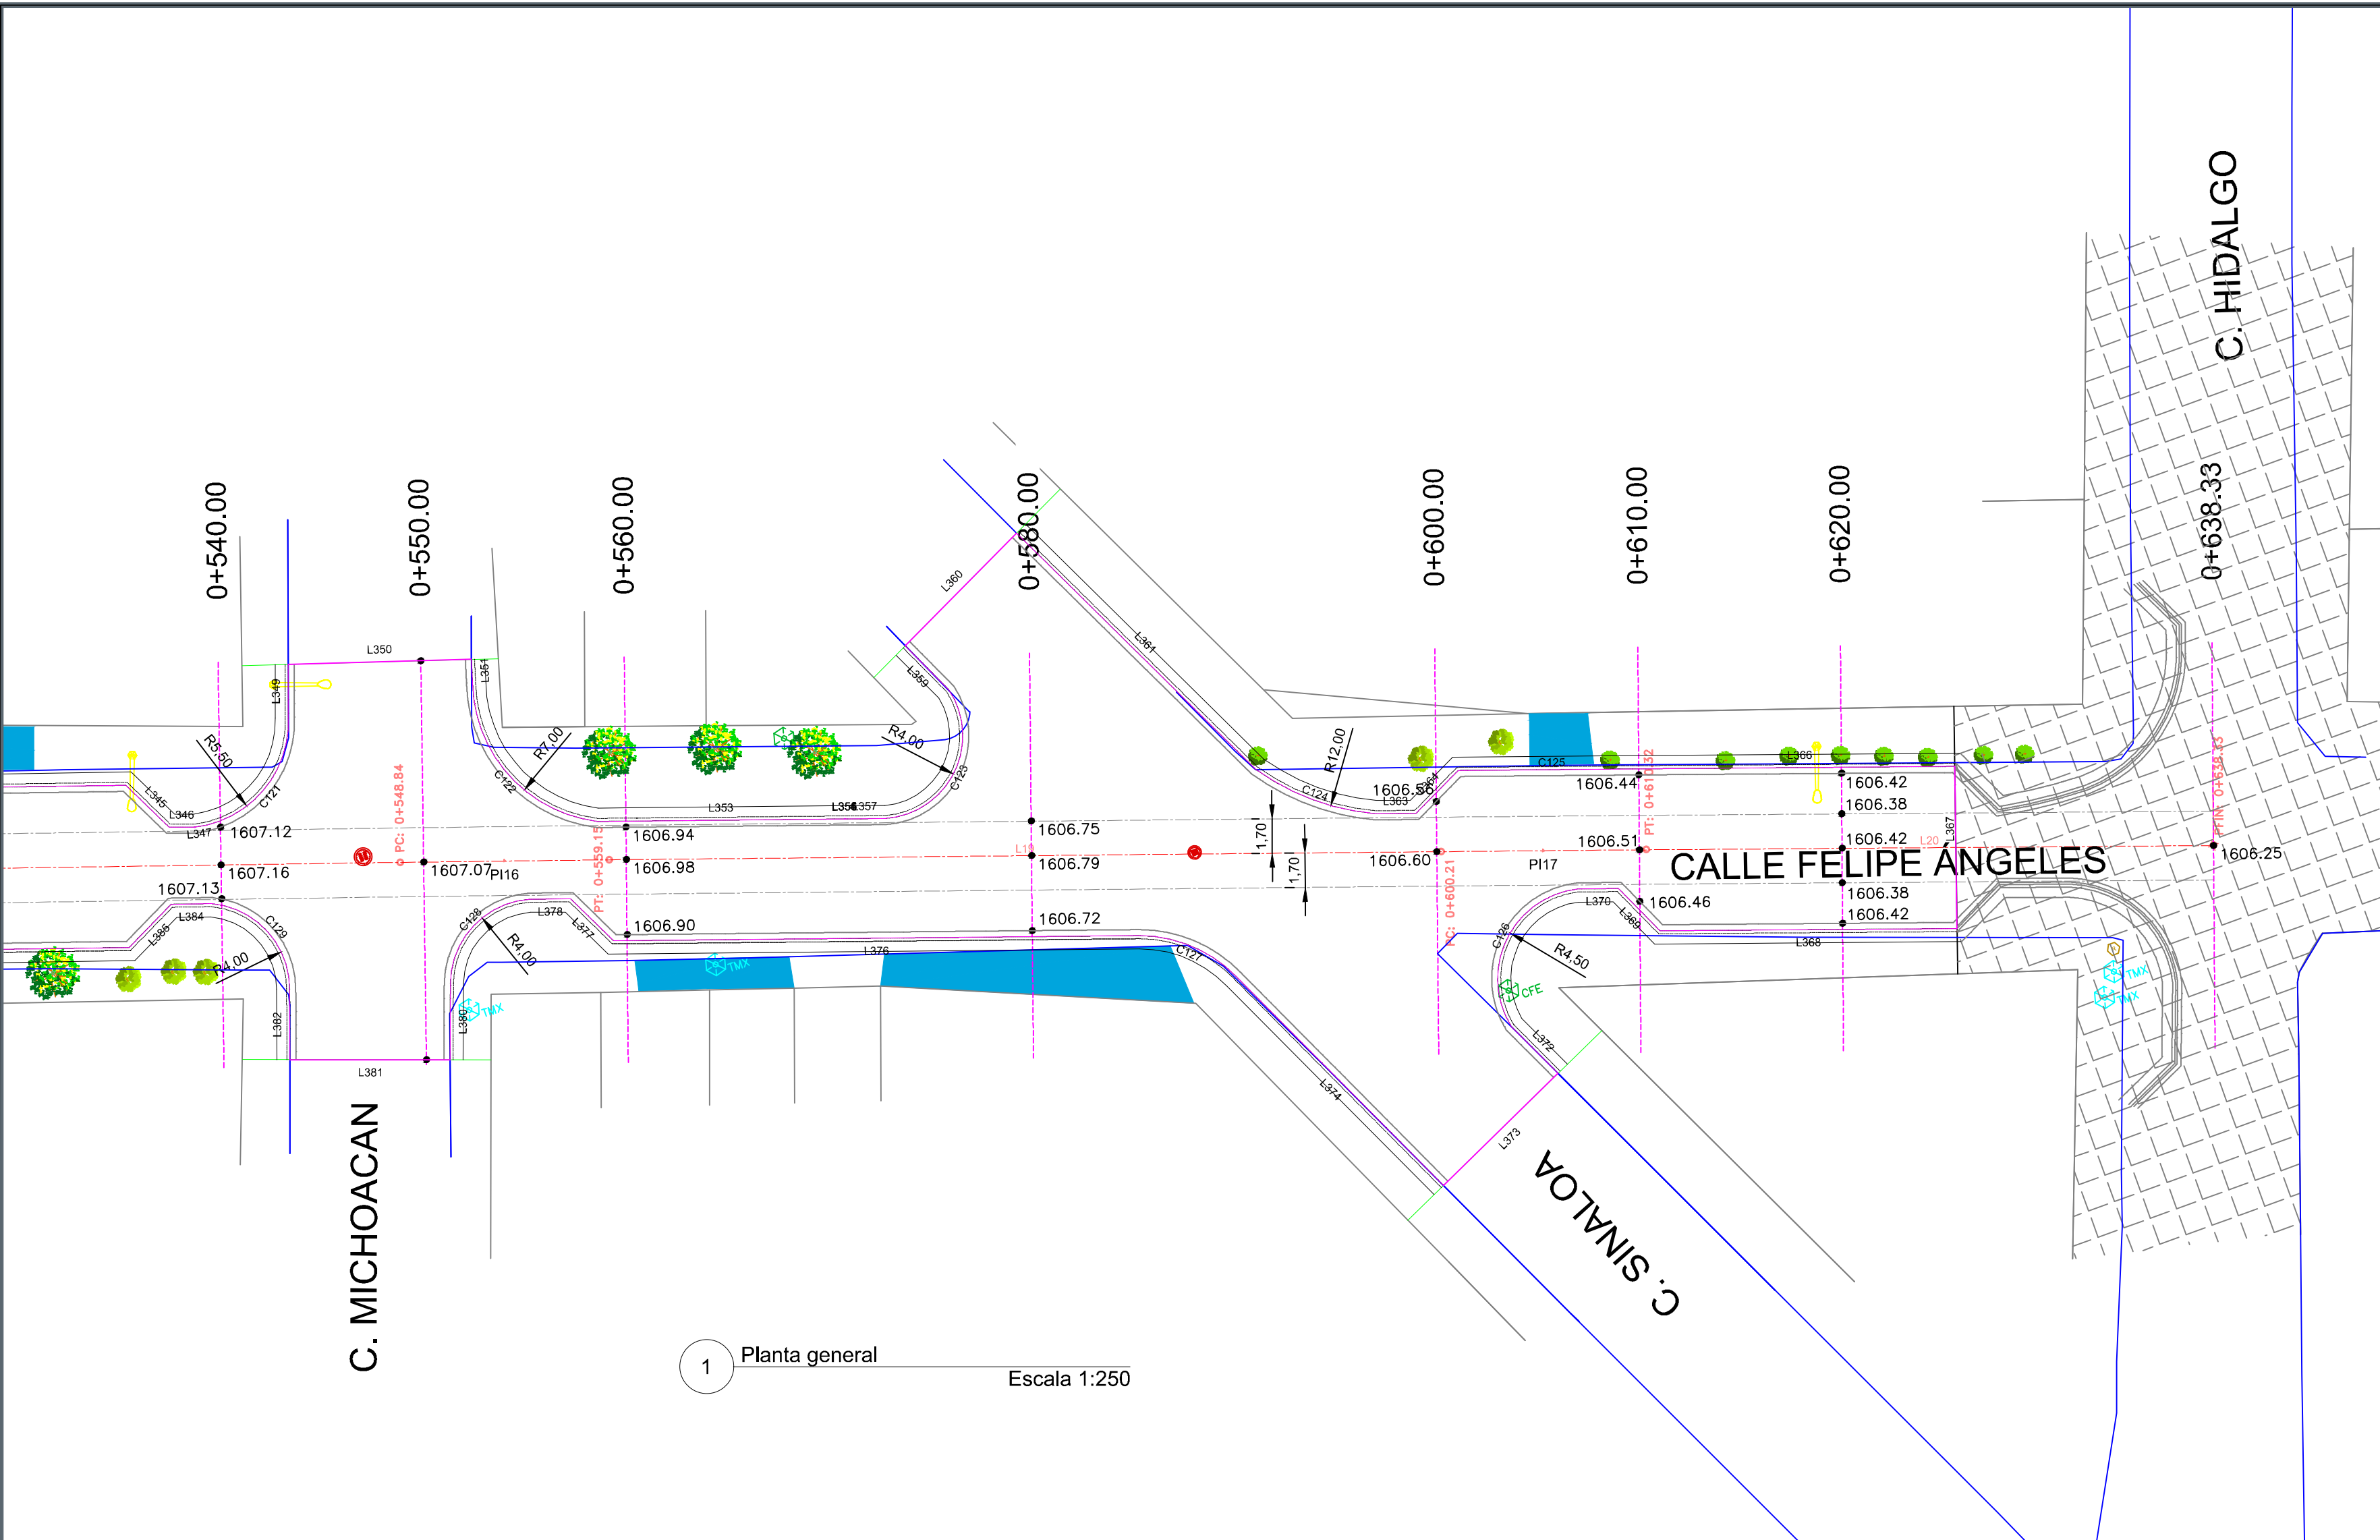 C. HIDALGO
0+540.00
0+550.00
0+560.00
0+580.00
0+600.00
0+610.00
0+620.00
0+638.33
L350
L360
L349
L351
L359
L361
R5,50
R7,00
R4,00
R12,00
L345
L346
L347
C121
C122
L353
L357
C123
C124
L363
C125
L366
L367
PC: 0+548.84
PT: 0+559.15
PC: 0+600.21
PT: 0+610.32
PFIN: 0+638.33
1607.12
1606.94
1606.75
1606.44
1606.42
1606.38
1,70
1,70
1607.16
1607.07
PI16
1606.98
L19
1606.79
1606.60
PI17
1606.51
1606.42
L20
1606.25
CALLE FELIPE ÁNGELES
1607.13
1606.90
1606.72
1606.46
1606.38
1606.42
L385
L384
C129
C128
L378
L377
L376
C127
C126
L370
L369
L368
R4,00
R4,00
R4,50
TMX
TMX
CFE
TMX
TMX
L382
L380
L381
L372
L374
L373
C. MICHOACAN
C. SINALOA
1
Planta general
Escala 1:250